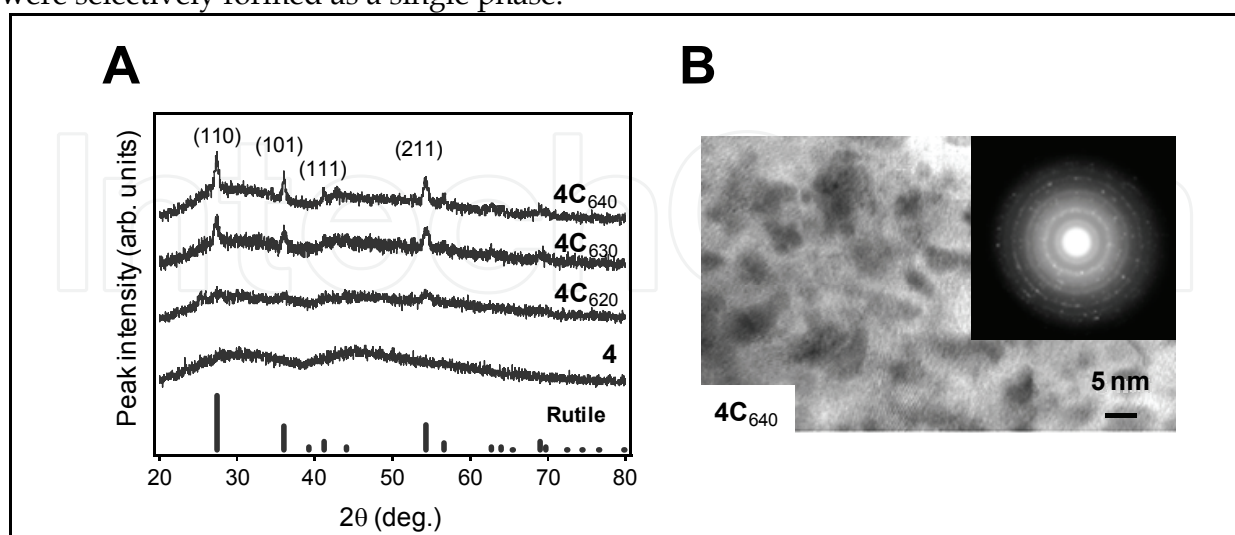 were selectively formed as a single phase.
A
B
(110)
(101)
(111)
(211)
4C640
4C630
4C620
4
Rutile
Peak intensity (arb. units)
20 30 40 50 60 70 80
2θ (deg.)
5 nm
4C640